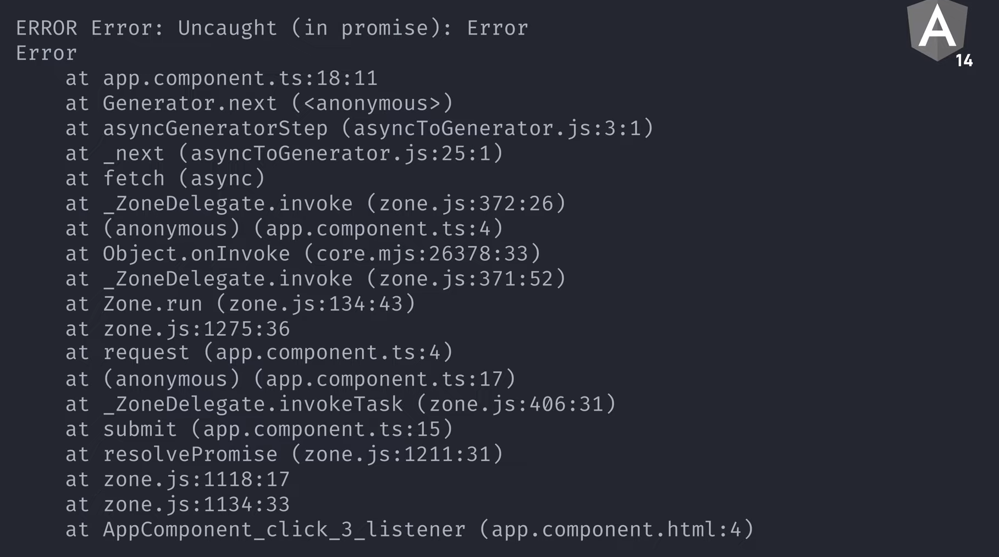 ERROR Error: Uncaught (in promise): Error
Error
at app.component.ts:18:11
at Generator.next (<anonymous>)
at asyncGeneratorStep (asyncToGenerator.js:3:1)
at _next (asyncToGenerator.js:25:1)
at fetch (async)
at _ZoneDelegate.invoke (zone.js:372:26)
at (anonymous) (app.component.ts:4)
at Object.onInvoke (core.mjs:26378:33)
at _ZoneDelegate.invoke (zone.js:371:52)
at Zone.run (zone.js:134:43)
at zone.js:1275:36
at request (app.component.ts:4)
at (anonymous) (app.component.ts:17)
at _ZoneDelegate.invokeTask (zone.js:406:31)
at submit (app.component.ts:15)
at resolvePromise (zone.js:1211:31)
at zone.js:1118:17
at zone.js:1134:33
at AppComponent_click_3_listener (app.component.html:4)
A
14